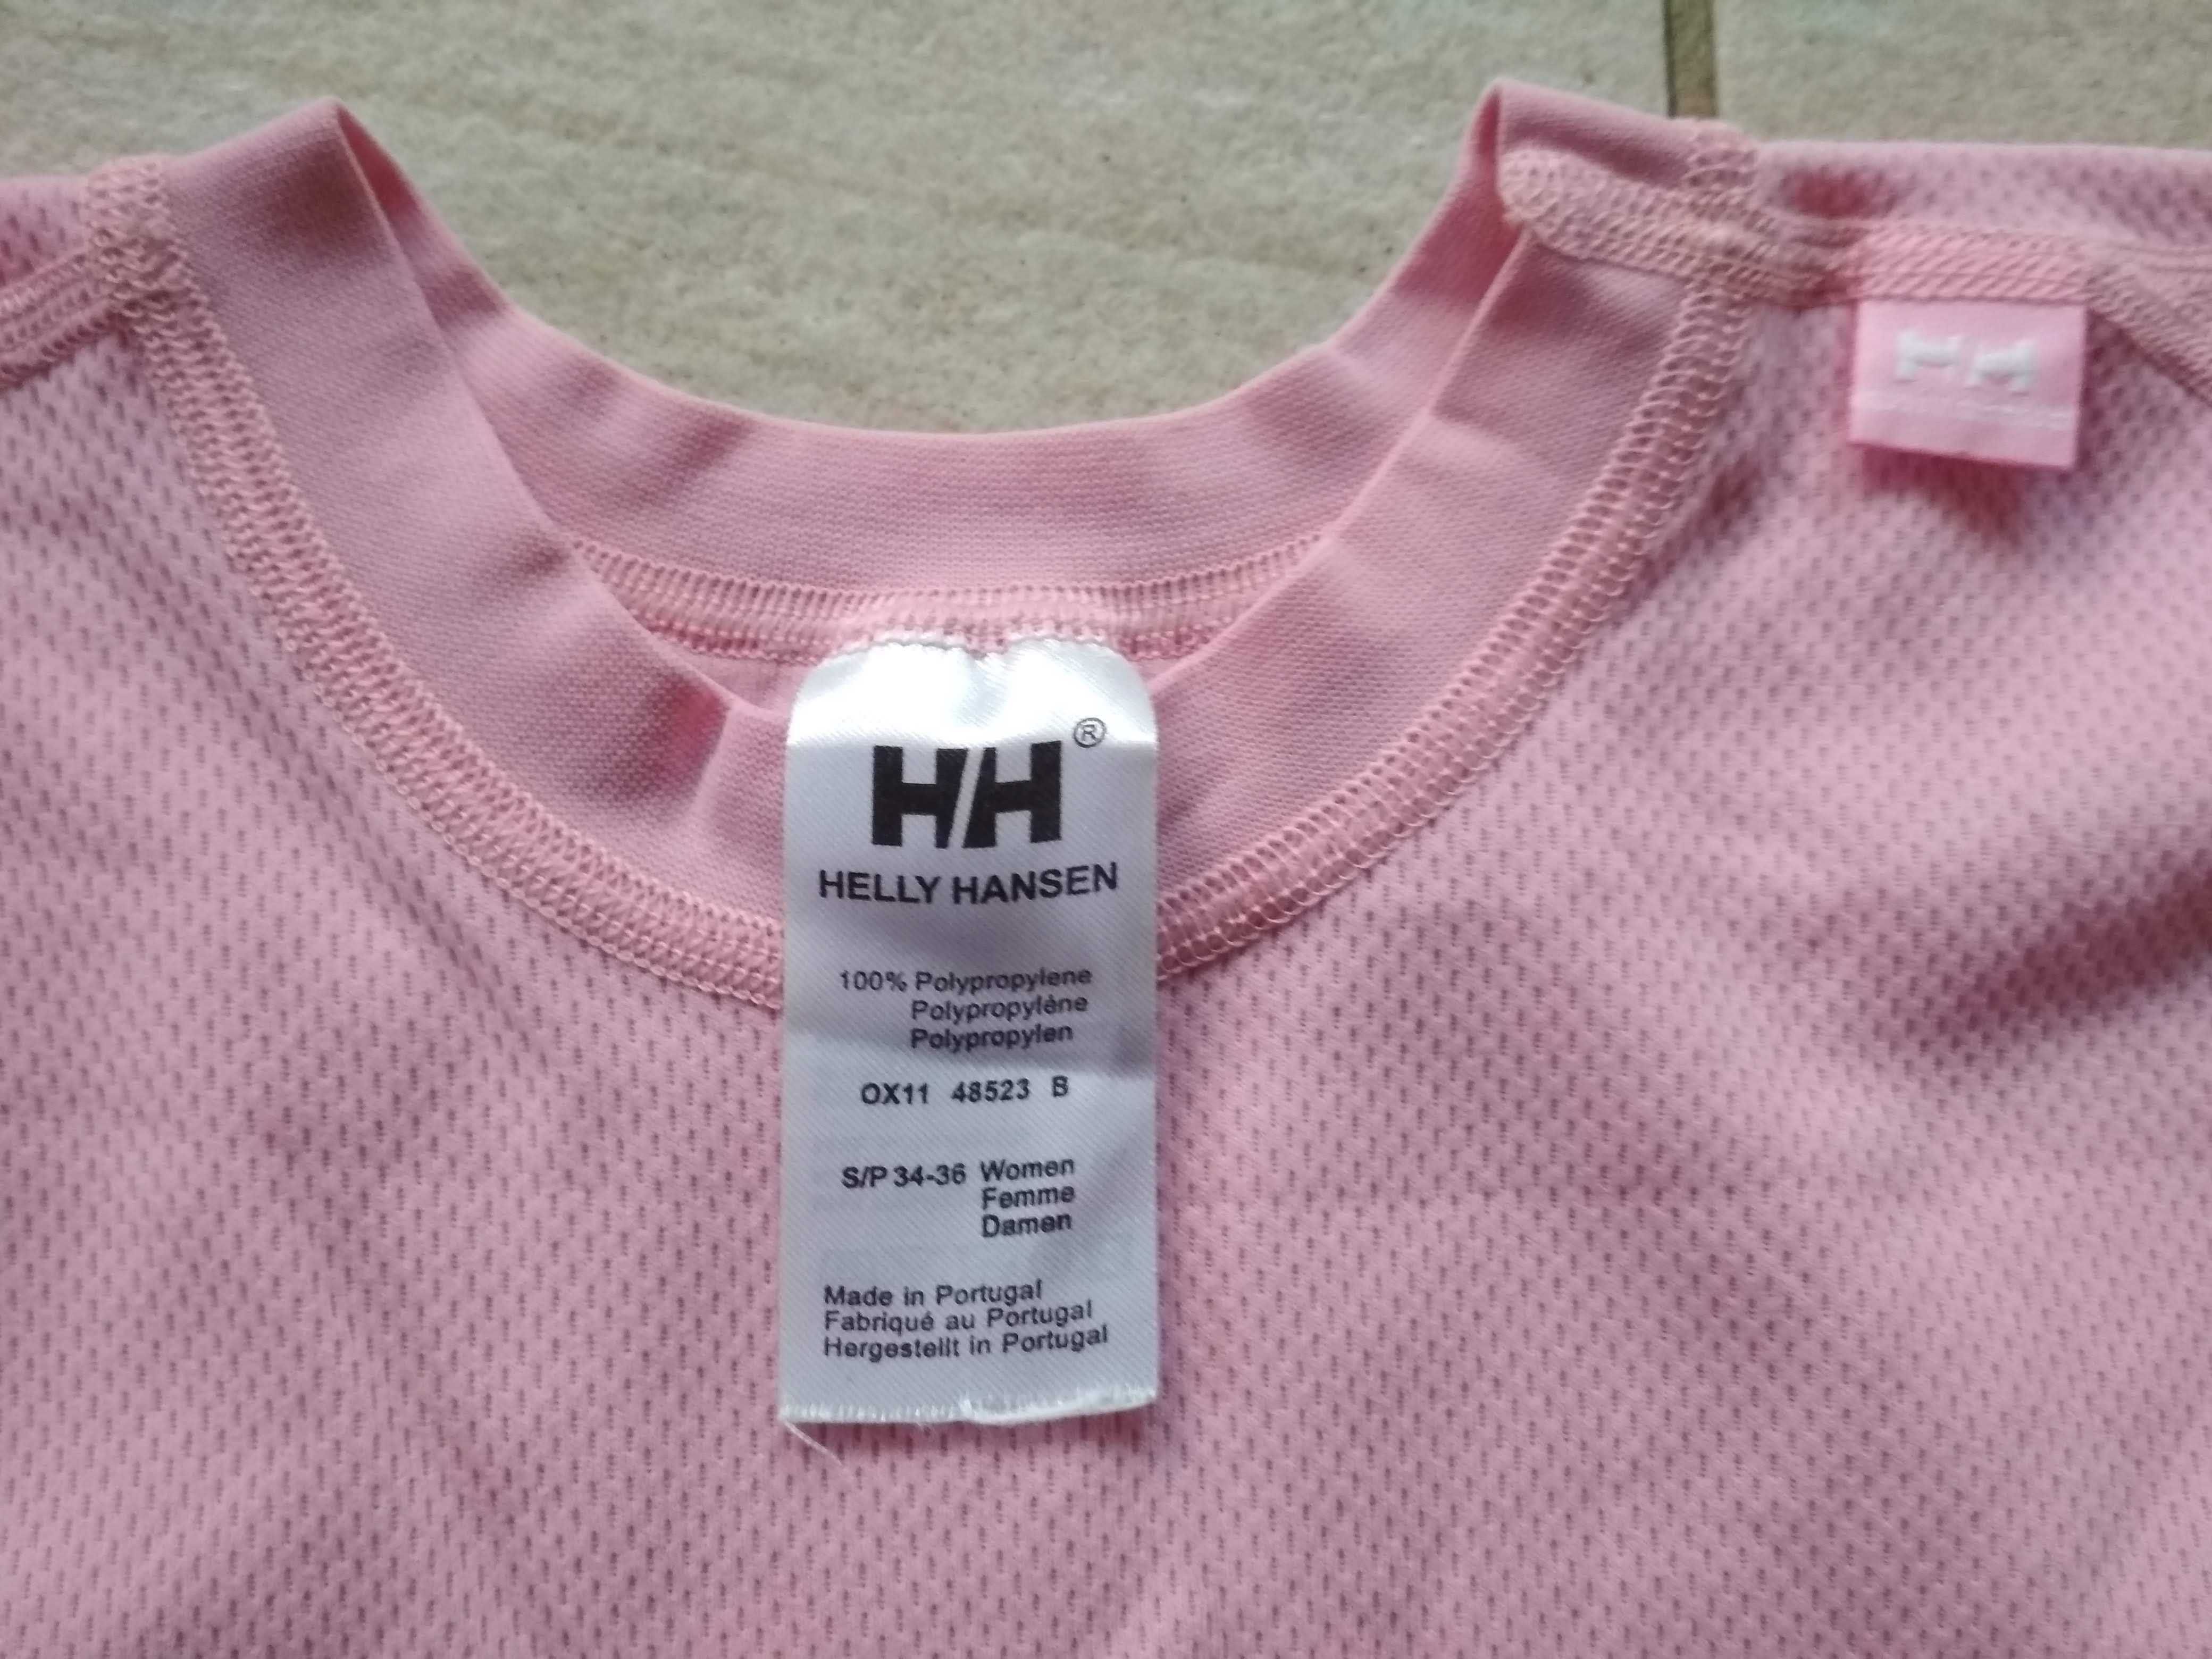 H/H®
HELLY HANSEN
100% Polypropylene
Polypropylène
Polypropylen
OX11 48523 B
S/P 34-36 Women
Femme
Damen
Made in Portugal
Fabriqué au Portugal
Hergestellt in Portugal